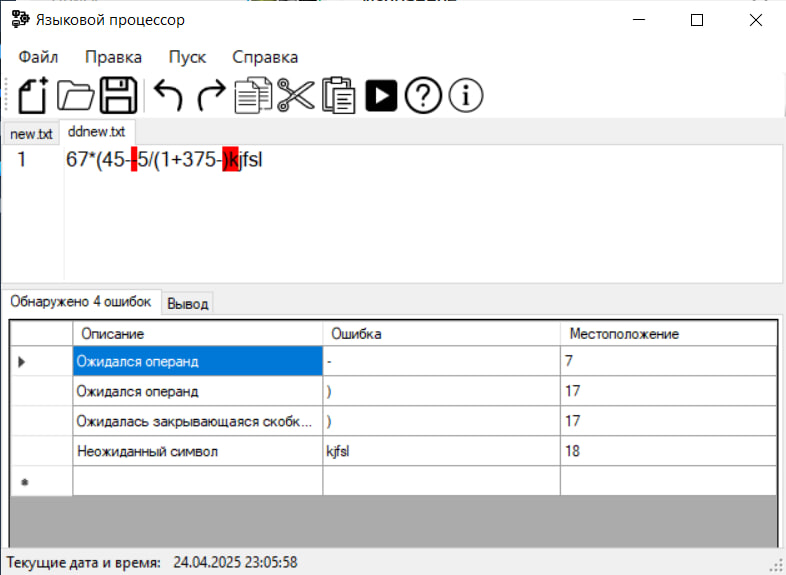 Языковой процессор
Файл Правка Пуск Справка
new.txt ddnew.txt
1 67*(45--5/(1+375-)kjfsl
Обнаружено 4 ошибок Вывод
Описание Ошибка Местоположение
Ожидался операнд - 7
Ожидался операнд ) 17
Ожидалась закрывающаяся скобк... ) 17
Неожиданный символ kjfsl 18
Текущие дата и время: 24.04.2025 23:05:58